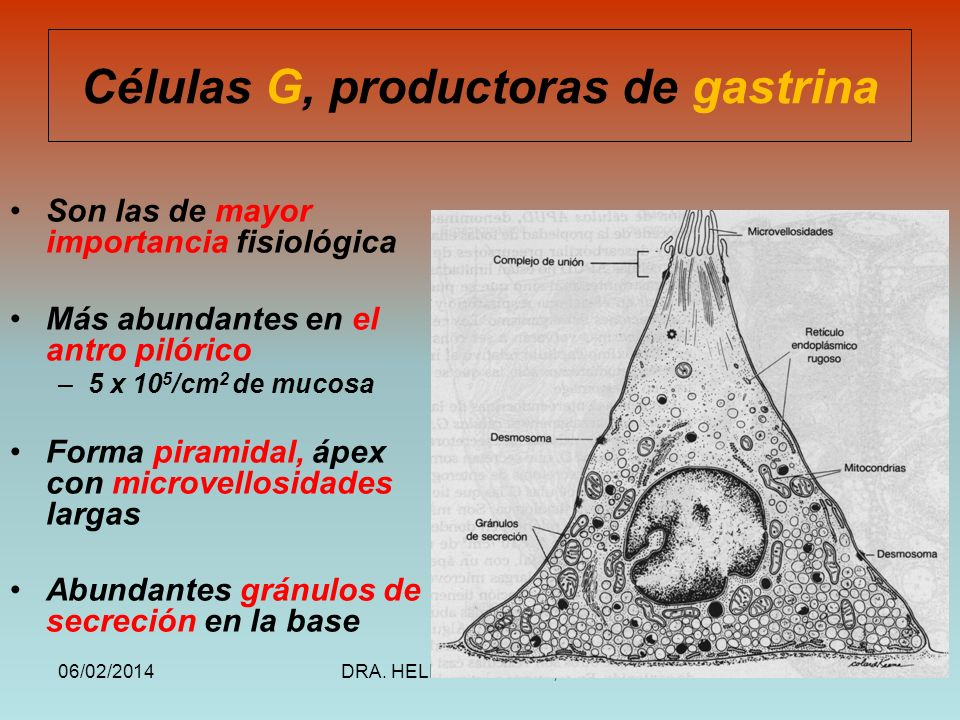 Células G, productoras de gastrina
• Son las de mayor
importancia fisiológica
• Más abundantes en el
antro pilórico
– 5 x 10⁵/cm² de mucosa
• Forma piramidal, ápex
con microvellosidades
largas
• Abundantes gránulos de
secreción en la base
Microvellosidades
Complejo de unión
Retículo
endoplásmico
rugoso
Desmosoma
Mitocondrias
Gránulos
de secreción
Desmosoma
06/02/2014
DRA.